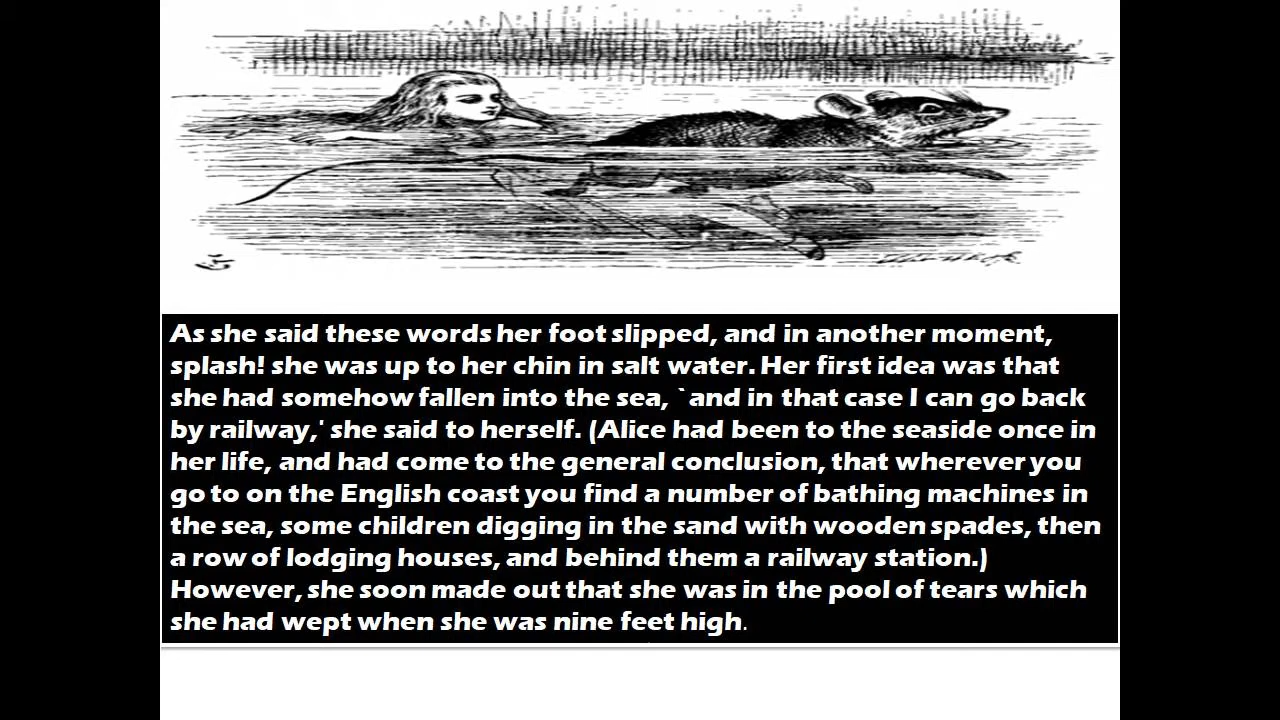 As she said these words her foot slipped, and in another moment,
splash! she was up to her chin in salt water. Her first idea was that
she had somehow fallen into the sea, `and in that case I can go back
by railway,' she said to herself. (Alice had been to the seaside once in
her life, and had come to the general conclusion, that wherever you
go to on the English coast you find a number of bathing machines in
the sea, some children digging in the sand with wooden spades, then
a row of lodging houses, and behind them a railway station.)
However, she soon made out that she was in the pool of tears which
she had wept when she was nine feet high.